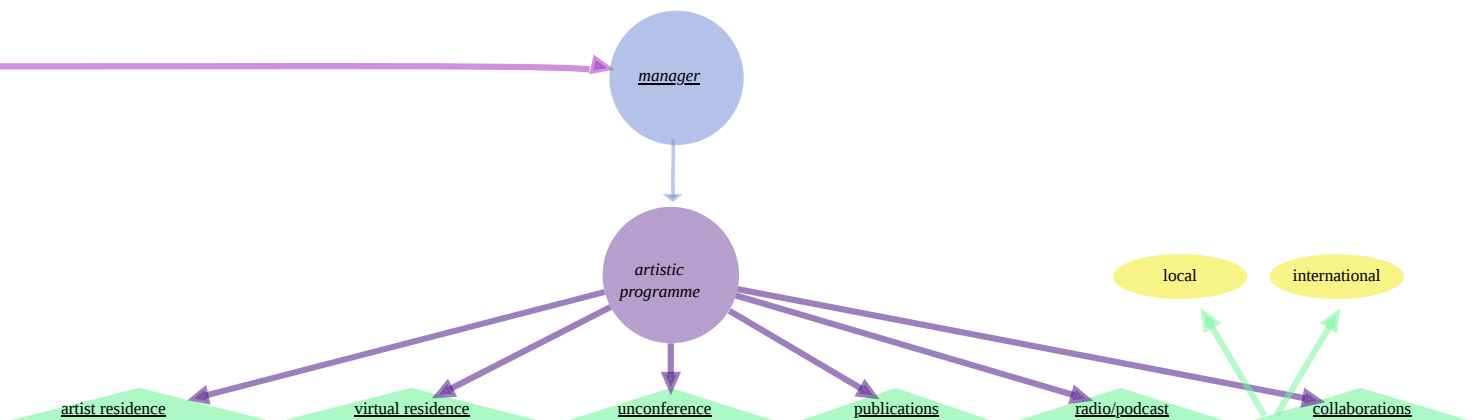 manager
artistic
programme
local
international
artist residence
virtual residence
unconference
publications
radio/podcast
collaborations